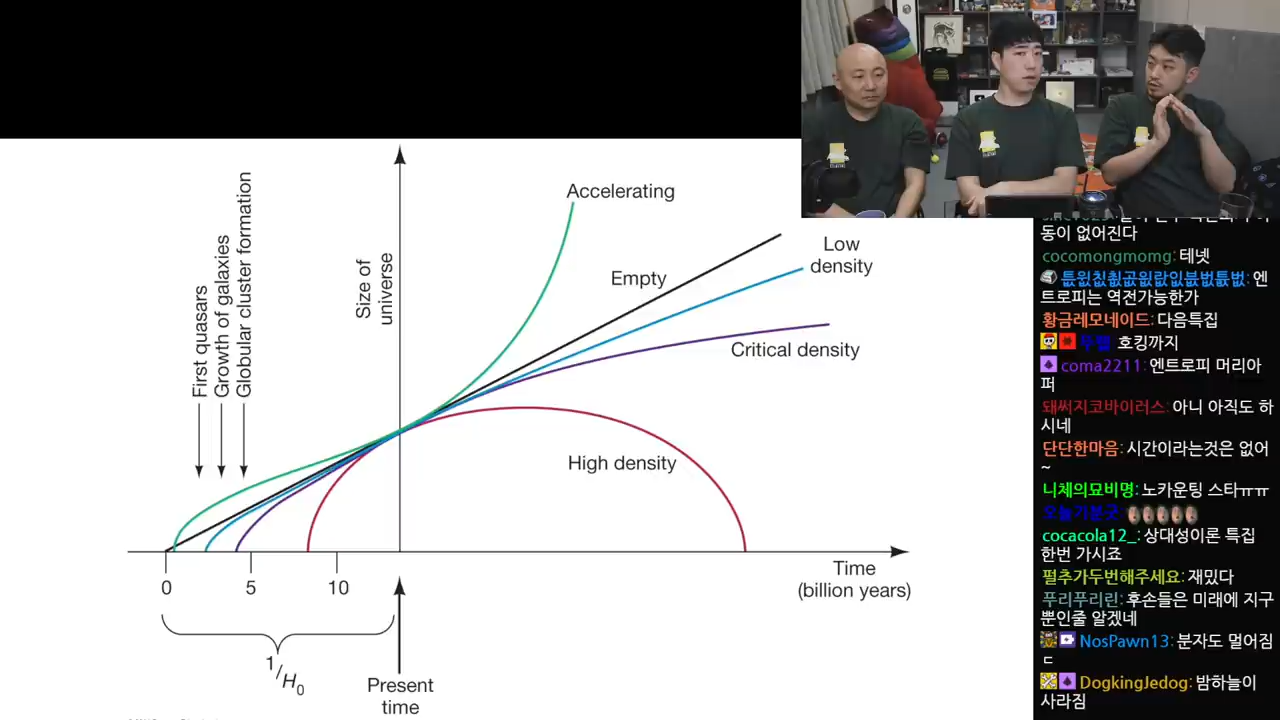 Accelerating
Low
density
Empty
Critical density
High density
Size of
universe
First quasars
Growth of galaxies
Globular cluster formation
0
5
10
Time
(billion years)
1/H0
Present
time
동이 없어진다
cocomongmomg: 테넷
엔
트로피는 역전가능한가
황금레모네이드: 다음특집
뚜렙 호킹까지
coma2211: 엔트로피 머리아
퍼
돼써지코바이러스: 아니 아직도 하
시네
단단한마음: 시간이라는것은 없어
~
니체의묘비명: 노카운팅 스타ㅠㅠ
오늘기분굿
cocacola12_: 상대성이론 특집
한번 가시죠
펄추가두번해주세요: 재밌다
푸리푸리린: 후손들은 미래에 지구
뿐인줄 알겠네
NosPawn13: 분자도 멀어짐
ㄷ
DogkingJedog: 밤하늘이
사라짐